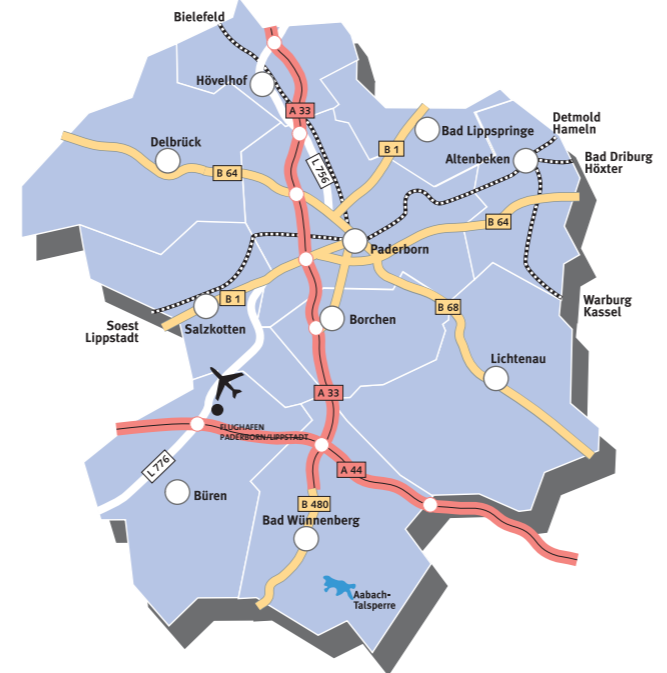 Bielefeld
Hövelhof
A 33
Delbrück
B 64
L 756
B 1
Bad Lippspringe
Altenbeken
Detmold
Hameln
Bad Driburg
Höxter
B 64
Paderborn
B 1
Salzkotten
Soest
Lippstadt
Borchen
B 68
Warburg
Kassel
Lichtenau
A 33
FLUGHAFEN
PADERBORN/LIPPSTADT
L 776
A 44
Büren
B 480
Bad Wünnenberg
Aabach-
Talsperre